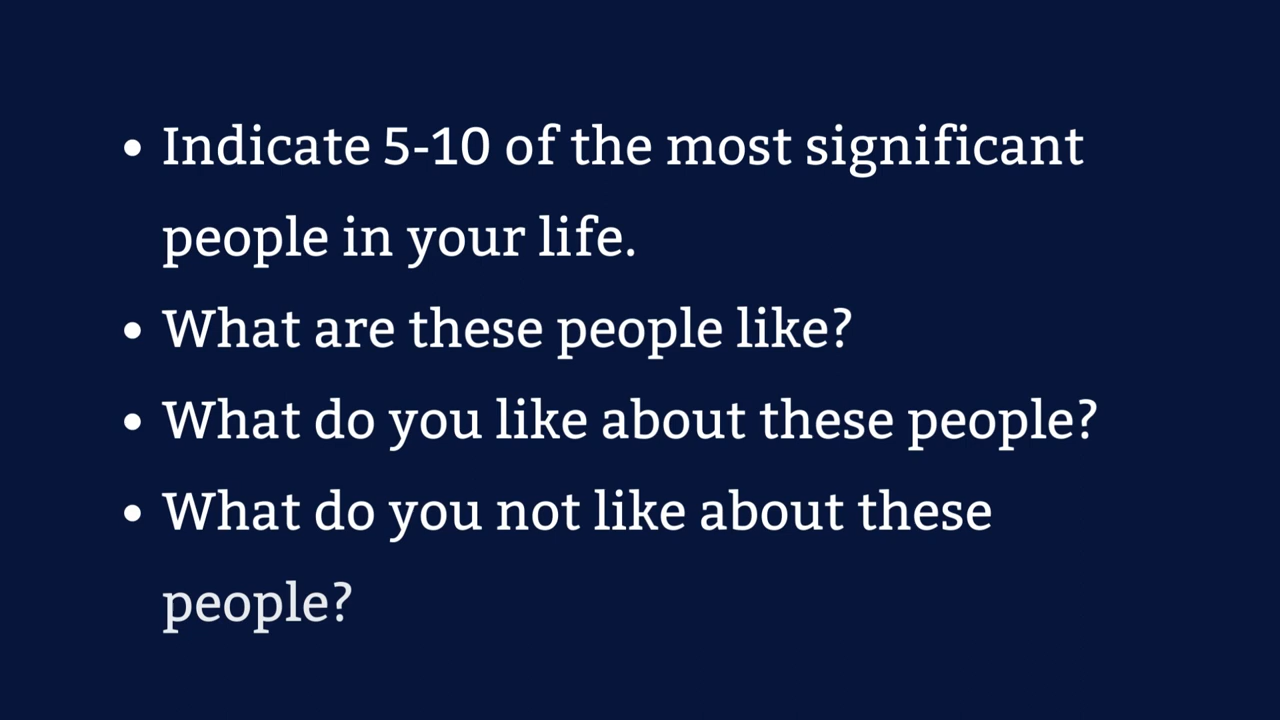 • Indicate 5-10 of the most significant
people in your life.
• What are these people like?
• What do you like about these people?
• What do you not like about these
people?